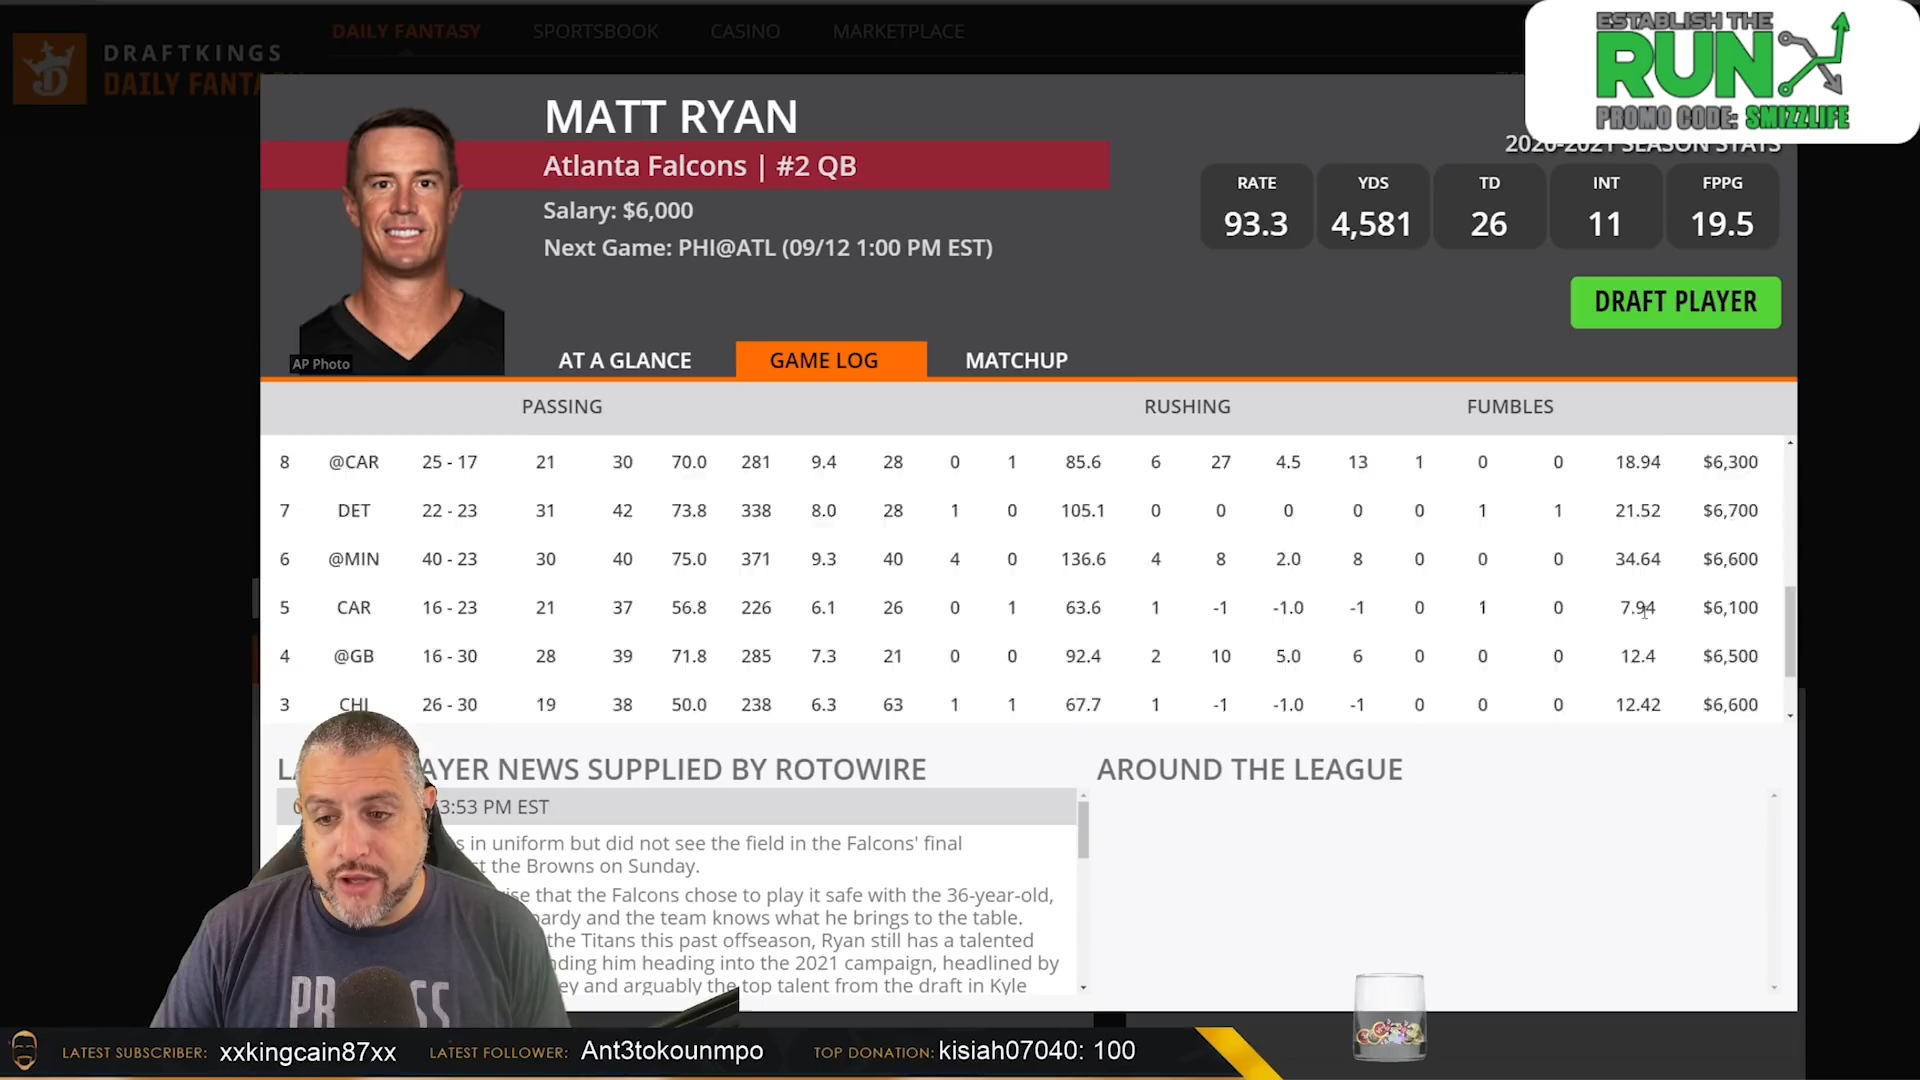 DRAFTKINGS
DAILY FANTA
DAILY FANTASY SPORTSBOOK CASINO MARKETPLACE
ESTABLISH THE
RUN
PROMO CODE: SMIZZLIFE
MATT RYAN
Atlanta Falcons | #2 QB
Salary: $6,000
Next Game: PHI@ATL (09/12 1:00 PM EST)
2020-2021 SEASON STATS
RATE YDS TD INT FPPG
93.3 4,581 26 11 19.5
DRAFT PLAYER
AP Photo
AT A GLANCE GAME LOG MATCHUP
PASSING RUSHING FUMBLES
8 @CAR 25 - 17 21 30 70.0 281 9.4 28 0 1 85.6 6 27 4.5 13 1 0 0 18.94 $6,300
7 DET 22 - 23 31 42 73.8 338 8.0 28 1 0 105.1 0 0 0 0 0 1 1 21.52 $6,700
6 @MIN 40 - 23 30 40 75.0 371 9.3 40 4 0 136.6 4 8 2.0 8 0 0 0 34.64 $6,600
5 CAR 16 - 23 21 37 56.8 226 6.1 26 0 1 63.6 1 -1 -1.0 -1 0 1 0 7.94 $6,100
4 @GB 16 - 30 28 39 71.8 285 7.3 21 0 0 92.4 2 10 5.0 6 0 0 0 12.4 $6,500
3 CHI 26 - 30 19 38 50.0 238 6.3 63 1 1 67.7 1 -1 -1.0 -1 0 0 0 12.42 $6,600
AYER NEWS SUPPLIED BY ROTOWIRE
AROUND THE LEAGUE
3:53 PM EST
s in uniform but did not see the field in the Falcons' final
st the Browns on Sunday.
ise that the Falcons chose to play it safe with the 36-year-old,
pardy and the team knows what he brings to the table.
the Titans this past offseason, Ryan still has a talented
nding him heading into the 2021 campaign, headlined by
ey and arguably the top talent from the draft in Kyle
LATEST SUBSCRIBER: xxkingcain87xx LATEST FOLLOWER: Ant3tokounmpo TOP DONATION: kisiah07040: 100